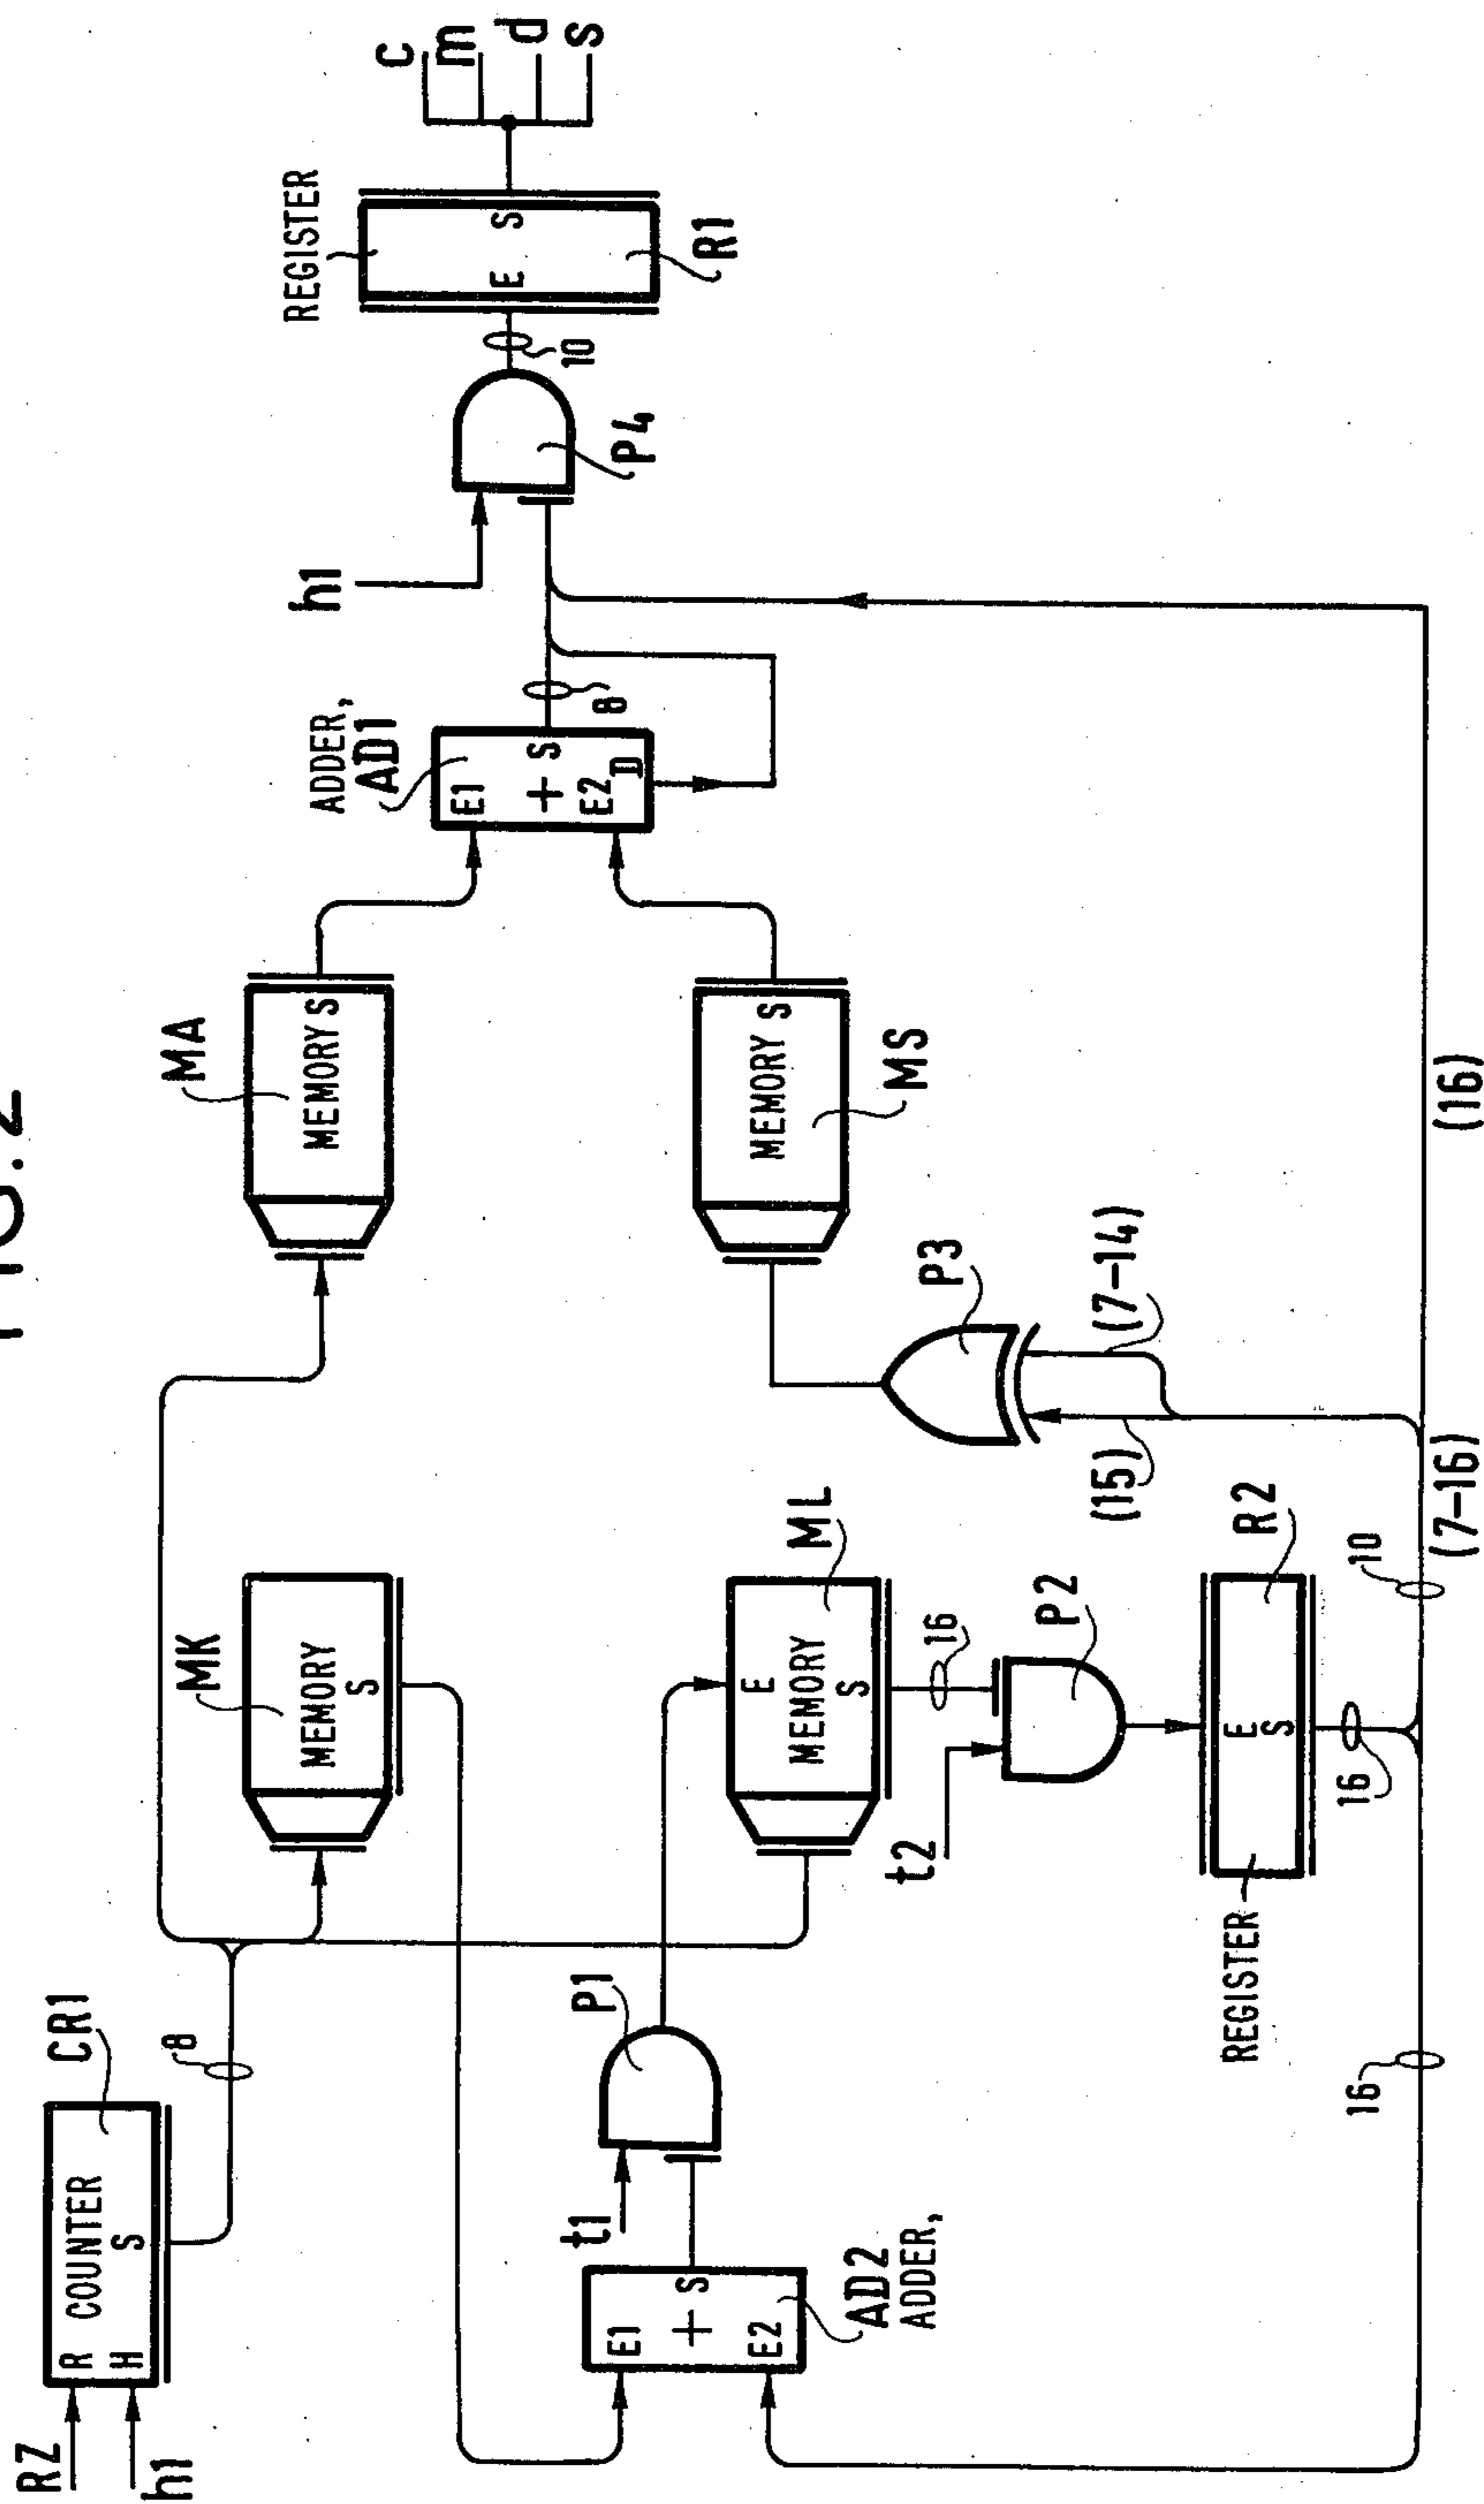 FIG. 2
RZ
h1
R COUNTER
H S
CR1
8
MK
MEMORY
S
MA
MEMORY S
ADDER,
AD1
E1
+ S
E2 D
8
h1
P4
10
REGISTER
E S
R1
c
m
d
s
t1
P1
E1
+ S
E2
AD2
ADDER,
E
MEMORY
S
ML
16
t2
P2
REGISTER
E
S
R2
16
16
10
(7-16)
(15)
(7-14)
P3
MEMORY S
MS
(16)